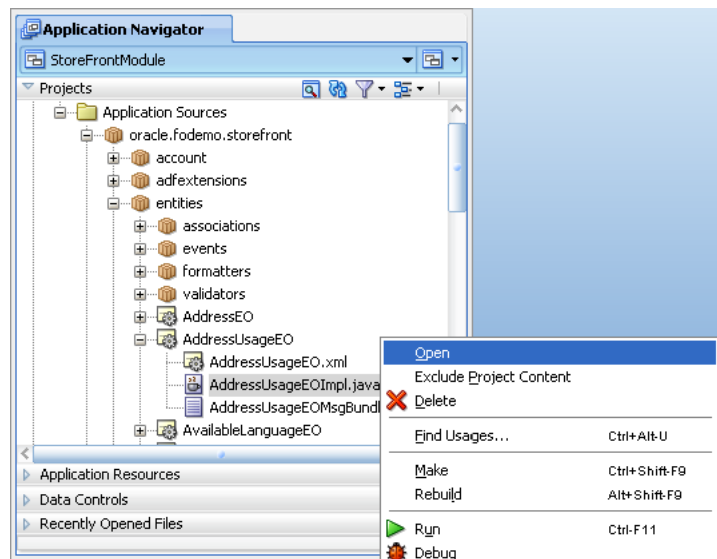 Application Navigator
StoreFrontModule
Projects
Application Sources
oracle.fodemo.storefront
account
adfextensions
entities
associations
events
formatters
validators
AddressEO
AddressUsageEO
AddressUsageEO.xml
AddressUsageEOImpl.java
AddressUsageEOMsgBundl
AvailableLanguageEO
Application Resources
Data Controls
Recently Opened Files
Open
Exclude Project Content
Delete
Find Usages... Ctrl+Alt-U
Make Ctrl+Shift-F9
Rebuild Alt+Shift-F9
Run Ctrl-F11
Debug